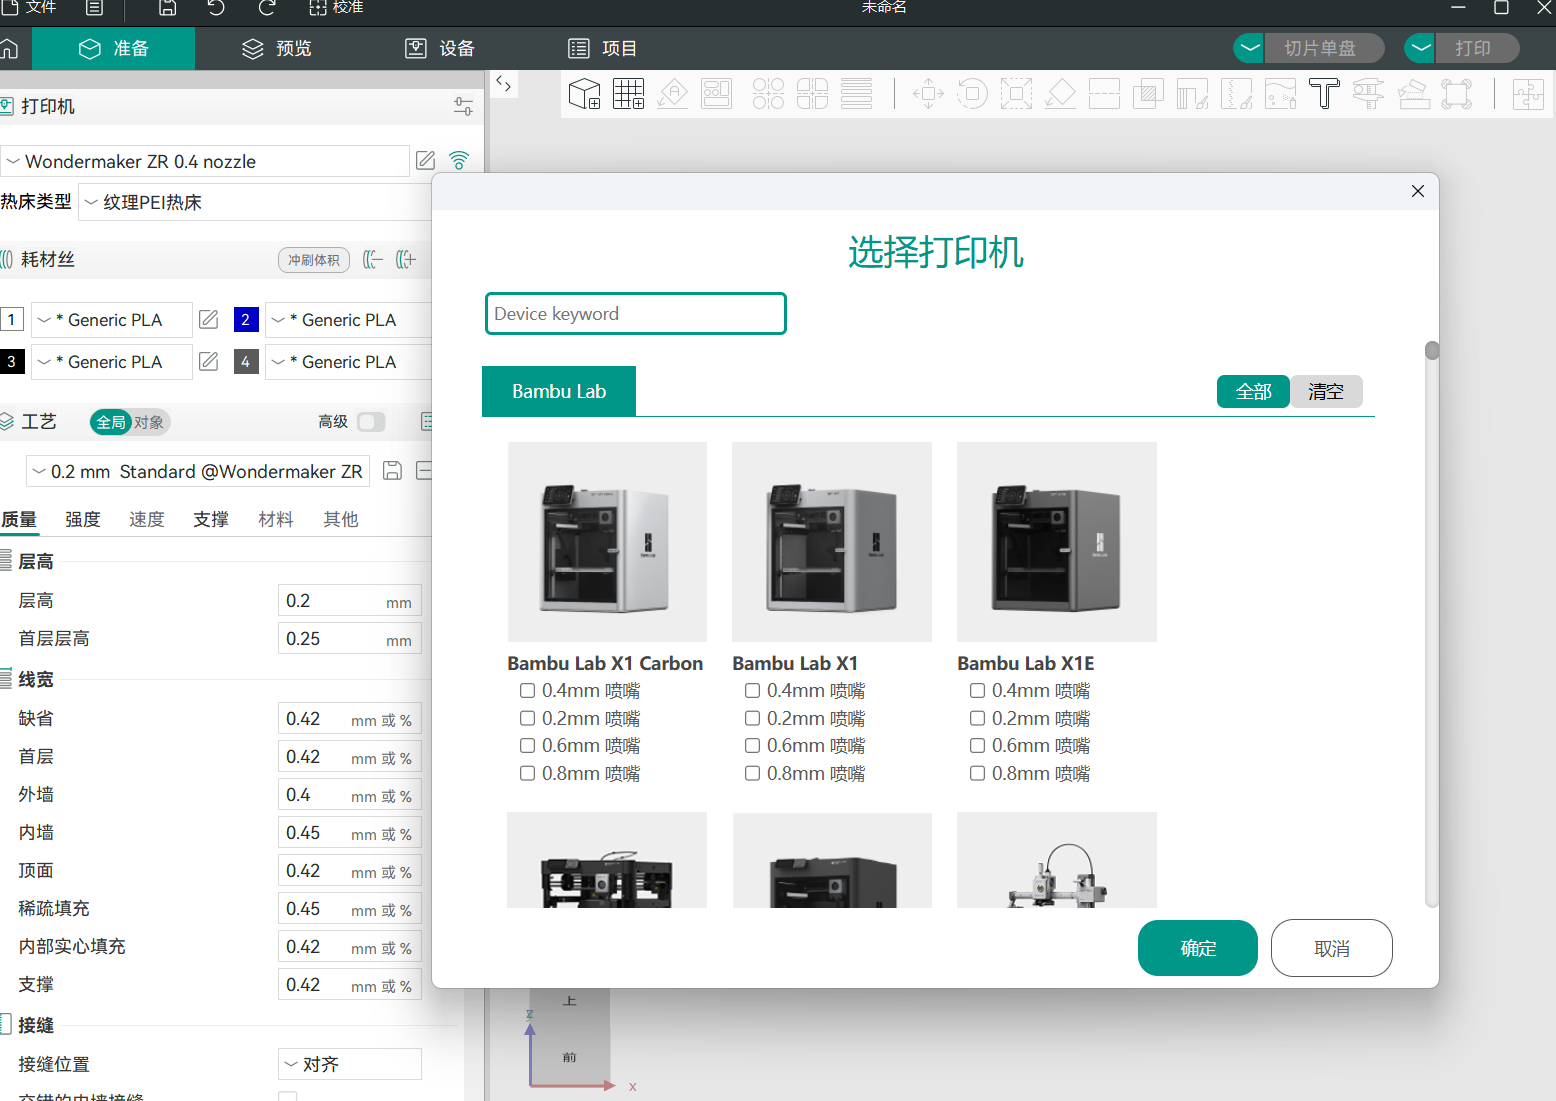 文件
校准
未命名
准备
预览
设备
项目
切片单盘
打印
打印机
Wondermaker ZR 0.4 nozzle
热床类型
纹理PEI热床
耗材丝
冲刷体积
1
* Generic PLA
2
* Generic PLA
3
* Generic PLA
4
* Generic PLA
工艺
全局
对象
高级
0.2 mm Standard @Wondermaker ZR
质量
强度
速度
支撑
材料
其他
层高
层高
0.2
mm
首层层高
0.25
mm
线宽
缺省
0.42
mm 或 %
首层
0.42
mm 或 %
外墙
0.4
mm 或 %
内墙
0.45
mm 或 %
顶面
0.42
mm 或 %
稀疏填充
0.45
mm 或 %
内部实心填充
0.42
mm 或 %
支撑
0.42
mm 或 %
接缝
接缝位置
对齐
交错的内墙接缝
选择打印机
Device keyword
Bambu Lab
全部
清空
Bambu Lab X1 Carbon
0.4mm 喷嘴
0.2mm 喷嘴
0.6mm 喷嘴
0.8mm 喷嘴
Bambu Lab X1
0.4mm 喷嘴
0.2mm 喷嘴
0.6mm 喷嘴
0.8mm 喷嘴
Bambu Lab X1E
0.4mm 喷嘴
0.2mm 喷嘴
0.6mm 喷嘴
0.8mm 喷嘴
确定
取消
上
Z
前
X